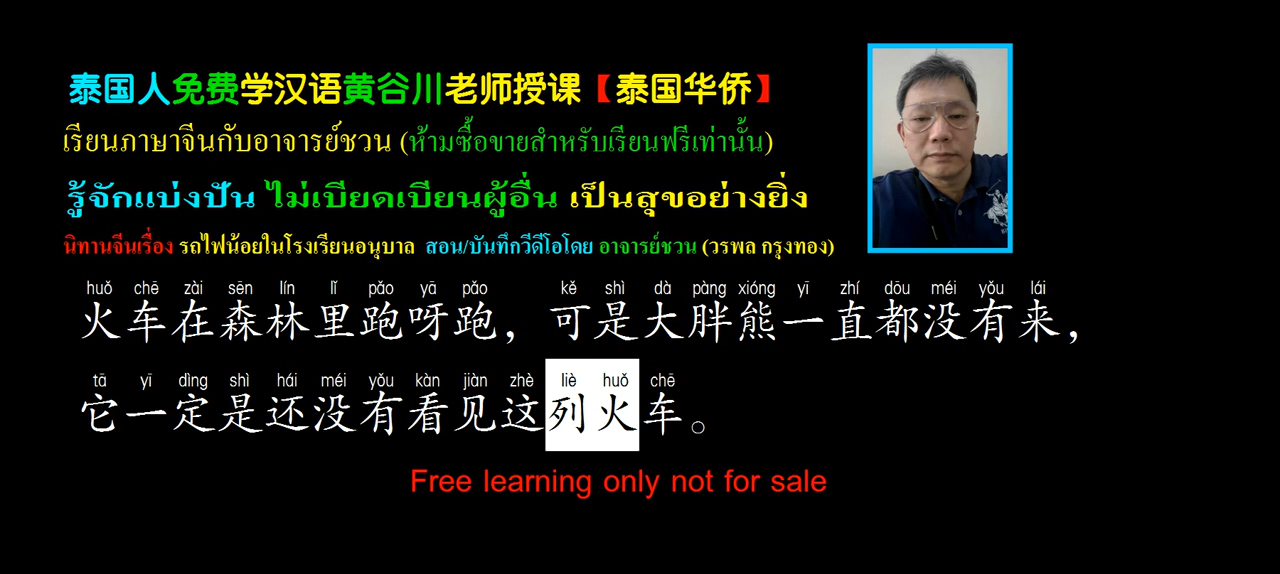 泰国人免费学汉语黄谷川老师授课【泰国华侨】
เรียนภาษาจีนกับอาจารย์ชวน (ห้ามซื้อขายสำหรับเรียนฟรีเท่านั้น)
รู้จักแบ่งปัน ไม่เบียดเบียนผู้อื่น เป็นสุขอย่างยิ่ง
นิทานจีนเรื่อง รถไฟน้อยในโรงเรียนอนุบาล สอน/บันทึกวีดีโอโดย อาจารย์ชวน (วรพล กรุงทอง)
huǒ chē zài sēn lín lǐ pǎo yā pǎo kě shì dà pàng xióng yī zhí dōu méi yǒu lái
火车在森林里跑呀跑，可是大胖熊一直都没有来，
tā yī dìng shì hái méi yǒu kàn jiàn zhè liè huǒ chē
它一定是还没有看见这列火车。
Free learning only not for sale